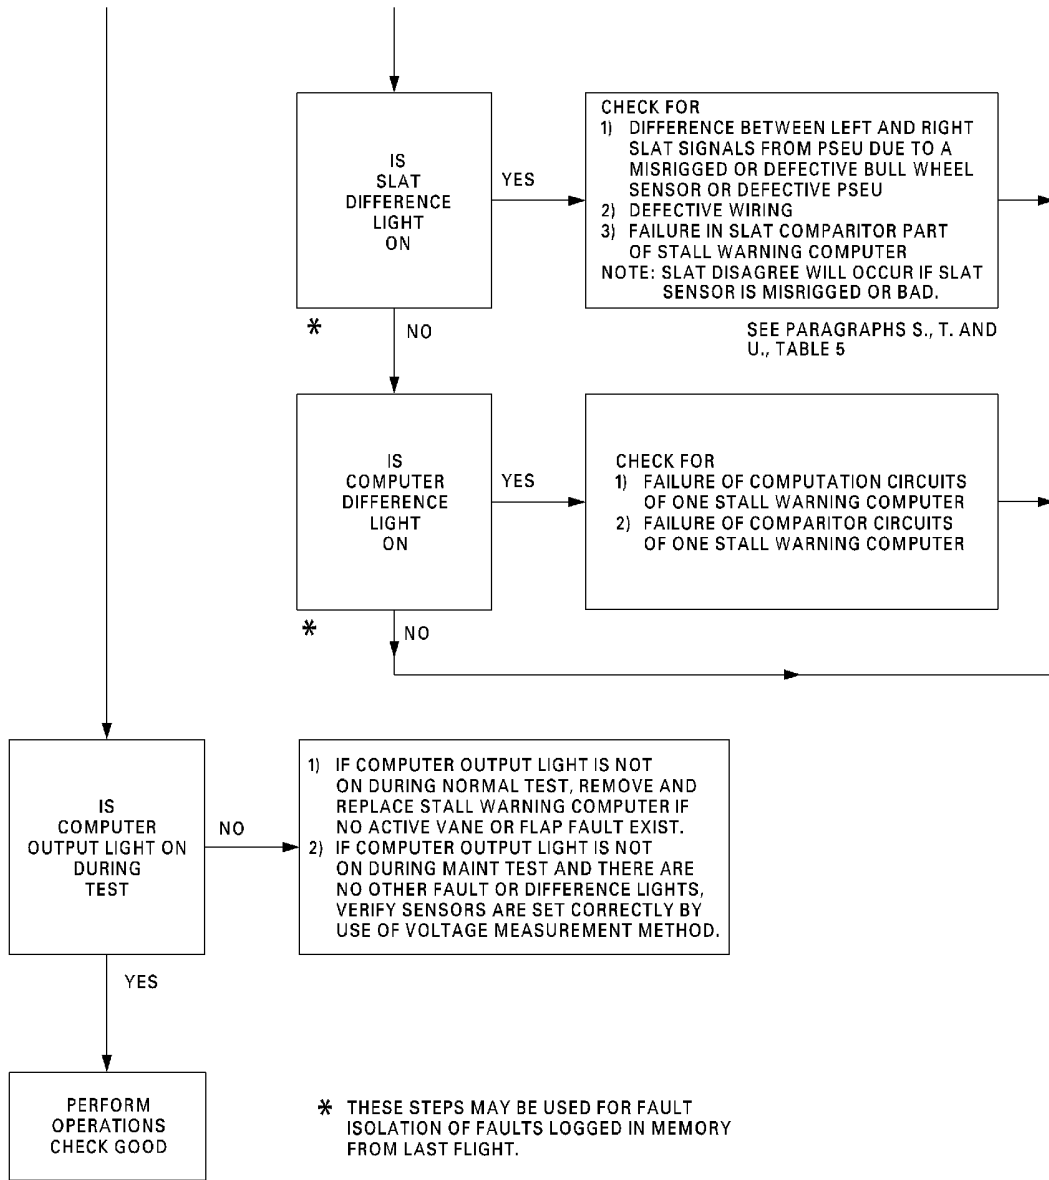 IS
SLAT
DIFFERENCE
LIGHT
ON
YES
CHECK FOR
1) DIFFERENCE BETWEEN LEFT AND RIGHT
SLAT SIGNALS FROM PSEU DUE TO A
MISRIGGED OR DEFECTIVE BULL WHEEL
SENSOR OR DEFECTIVE PSEU
2) DEFECTIVE WIRING
3) FAILURE IN SLAT COMPARITOR PART
OF STALL WARNING COMPUTER
NOTE: SLAT DISAGREE WILL OCCUR IF SLAT
SENSOR IS MISRIGGED OR BAD.
* NO
SEE PARAGRAPHS S., T. AND
U., TABLE 5
IS
COMPUTER
DIFFERENCE
LIGHT
ON
YES
CHECK FOR
1) FAILURE OF COMPUTATION CIRCUITS
OF ONE STALL WARNING COMPUTER
2) FAILURE OF COMPARITOR CIRCUITS
OF ONE STALL WARNING COMPUTER
* NO
IS
COMPUTER
OUTPUT LIGHT ON
DURING
TEST
NO
1) IF COMPUTER OUTPUT LIGHT IS NOT
ON DURING NORMAL TEST, REMOVE AND
REPLACE STALL WARNING COMPUTER IF
NO ACTIVE VANE OR FLAP FAULT EXIST.
2) IF COMPUTER OUTPUT LIGHT IS NOT
ON DURING MAINT TEST AND THERE ARE
NO OTHER FAULT OR DIFFERENCE LIGHTS,
VERIFY SENSORS ARE SET CORRECTLY BY
USE OF VOLTAGE MEASUREMENT METHOD.
YES
PERFORM
OPERATIONS
CHECK GOOD
* THESE STEPS MAY BE USED FOR FAULT
ISOLATION OF FAULTS LOGGED IN MEMORY
FROM LAST FLIGHT.